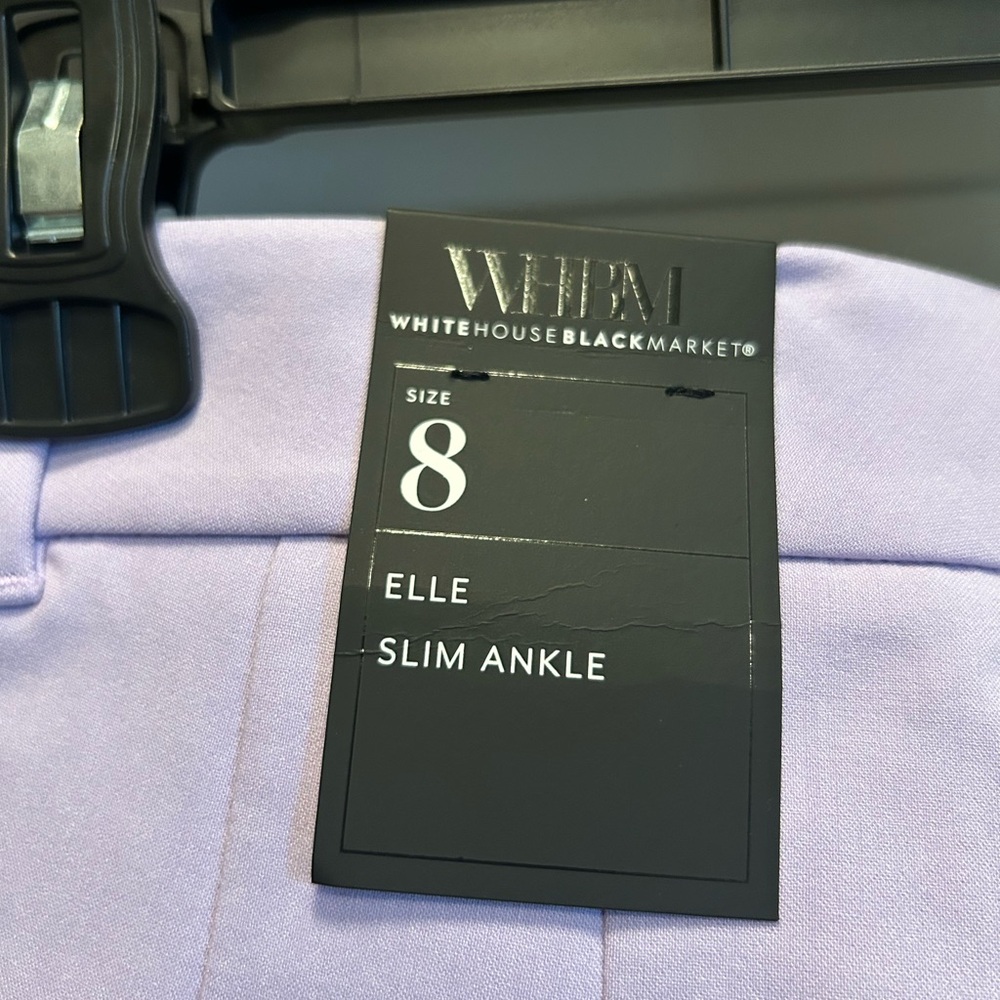 WHBM
WHITEHOUSEBLACKMARKET®
SIZE
8
ELLE
SLIM ANKLE